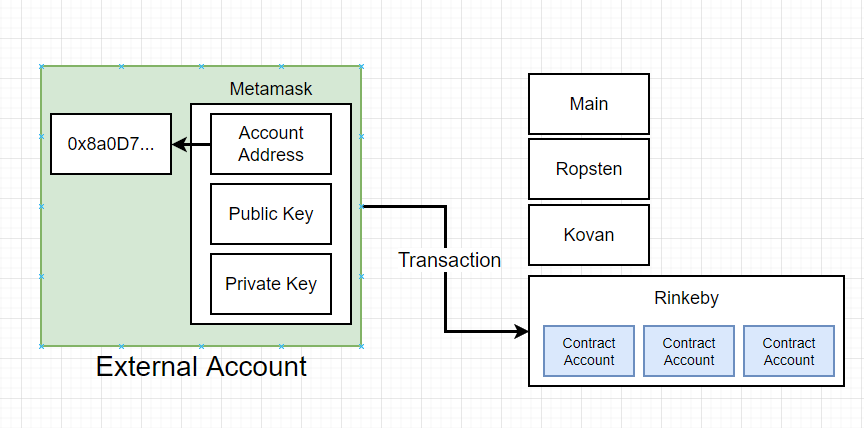 Metamask
0x8a0D7...
Account
Address
Public Key
Private Key
External Account
Transaction
Main
Ropsten
Kovan
Rinkeby
Contract
Account
Contract
Account
Contract
Account